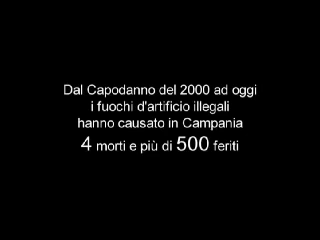 Dal Capodanno del 2000 ad oggi
i fuochi d'artificio illegali
hanno causato in Campania
4 morti e più di 500 feriti